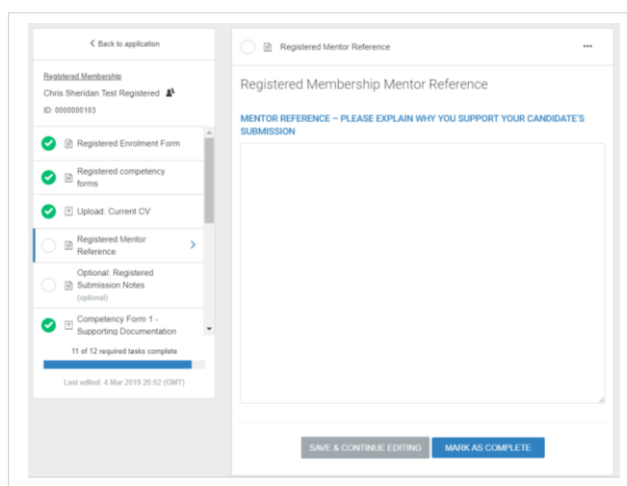 Back to application
Registered Membership
Chris Sheridan Test Registered
ID: 0000000103
Registered Enrolment Form
Registered competency
forms
Upload: Current CV
Registered Mentor
Reference
Optional: Registered
Submission Notes
(optional)
Competency Form 1 -
Supporting Documentation
11 of 12 required tasks complete
Last edited: 4 Mar 2019 20:02 (GMT)
Registered Mentor Reference
Registered Membership Mentor Reference
MENTOR REFERENCE – PLEASE EXPLAIN WHY YOU SUPPORT YOUR CANDIDATE'S
SUBMISSION
SAVE & CONTINUE EDITING
MARK AS COMPLETE